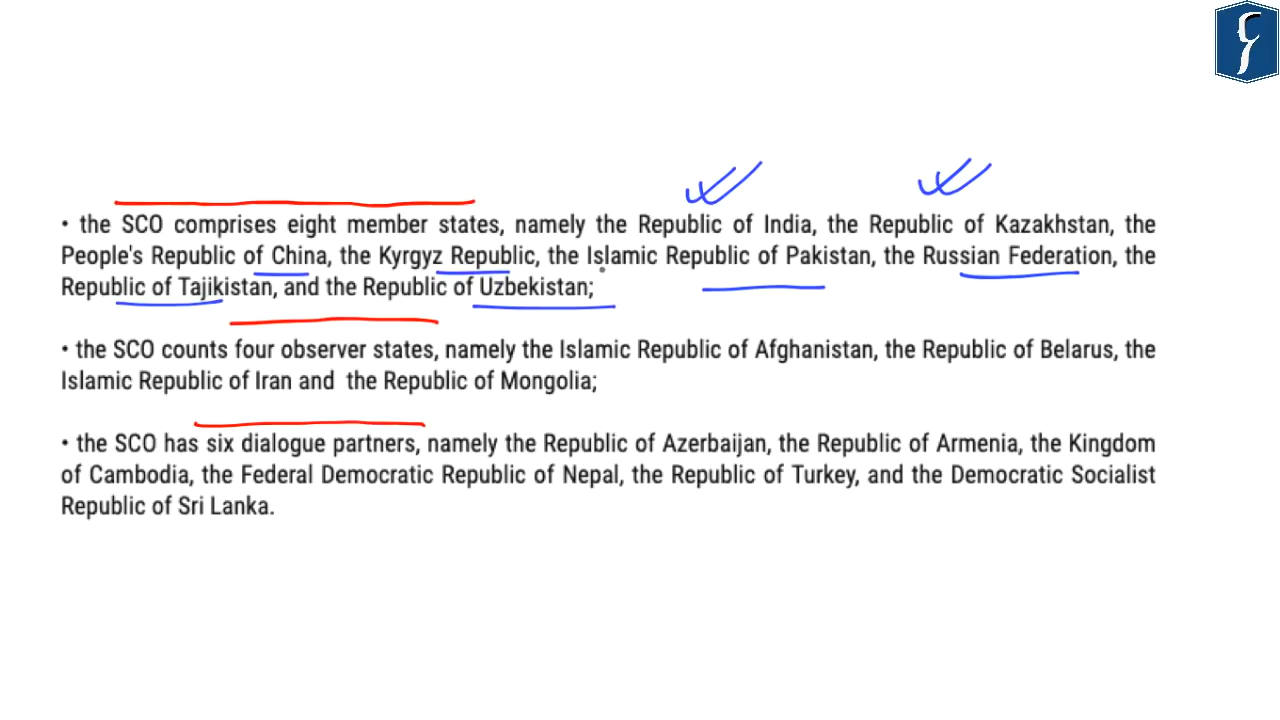 • the SCO comprises eight member states, namely the Republic of India, the Republic of Kazakhstan, the
People's Republic of China, the Kyrgyz Republic, the Islamic Republic of Pakistan, the Russian Federation, the
Republic of Tajikistan, and the Republic of Uzbekistan;
• the SCO counts four observer states, namely the Islamic Republic of Afghanistan, the Republic of Belarus, the
Islamic Republic of Iran and the Republic of Mongolia;
• the SCO has six dialogue partners, namely the Republic of Azerbaijan, the Republic of Armenia, the Kingdom
of Cambodia, the Federal Democratic Republic of Nepal, the Republic of Turkey, and the Democratic Socialist
Republic of Sri Lanka.